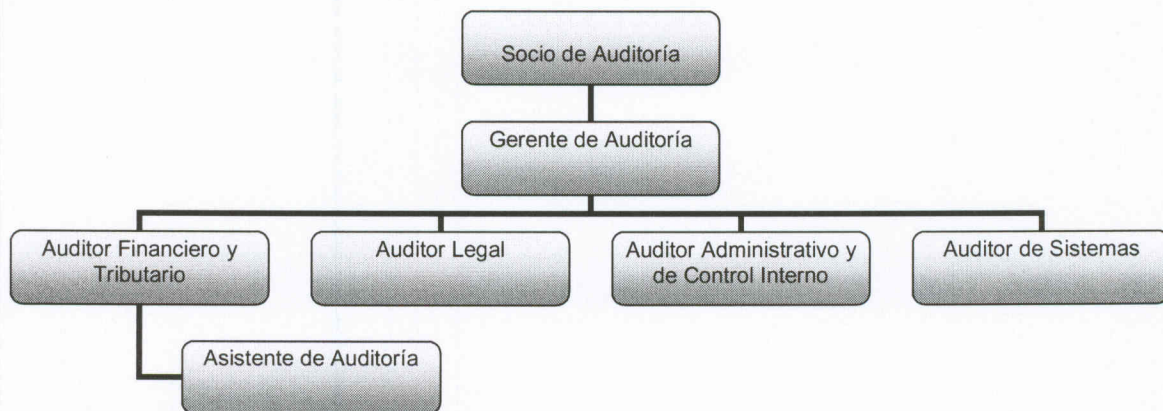 Socio de Auditoría
Gerente de Auditoría
Auditor Financiero y
Tributario
Auditor Legal
Auditor Administrativo y
de Control Interno
Auditor de Sistemas
Asistente de Auditoría